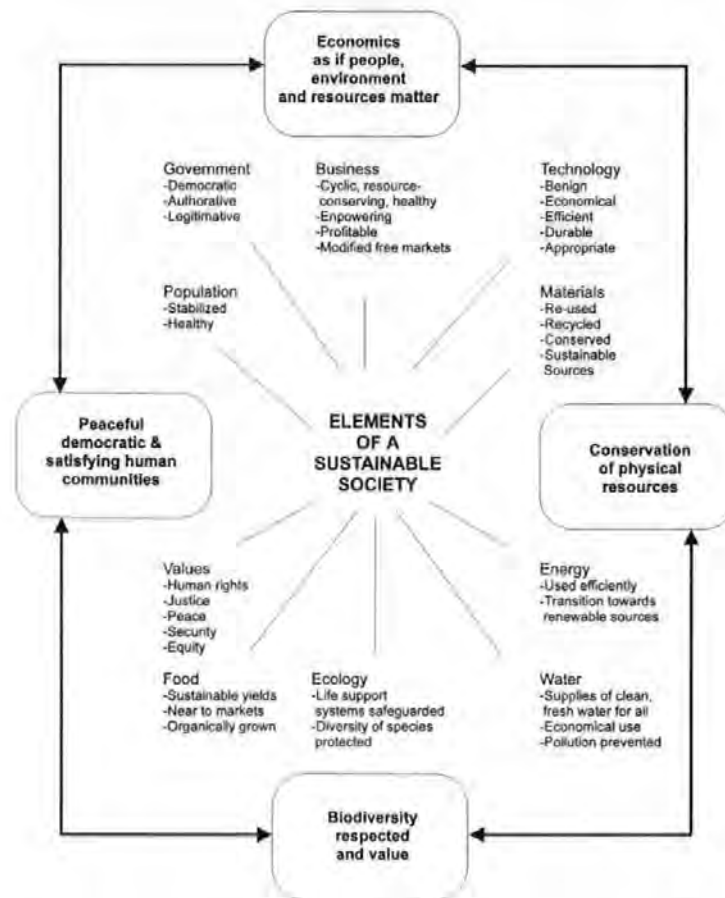 Economics
as if people,
environment
and resources matter
Government
-Democratic
-Authorative
-Legitimative
Business
-Cyclic, resource-
conserving, healthy
-Empowering
-Profitable
-Modified free markets
Technology
-Benign
-Economical
-Efficient
-Durable
-Appropriate
Population
-Stabilized
-Healthy
Materials
-Re-used
-Recycled
-Conserved
-Sustainable
Sources
Peaceful
democratic &
satisfying human
communities
ELEMENTS
OF A
SUSTAINABLE
SOCIETY
Conservation
of physical
resources
Values
-Human rights
-Justice
-Peace
-Security
-Equity
Energy
-Used efficiently
-Transition towards
renewable sources
Food
-Sustainable yields
-Near to markets
-Organically grown
Ecology
-Life support
systems safeguarded
-Diversity of species
protected
Water
-Supplies of clean,
fresh water for all
-Economical use
-Pollution prevented
Biodiversity
respected
and value